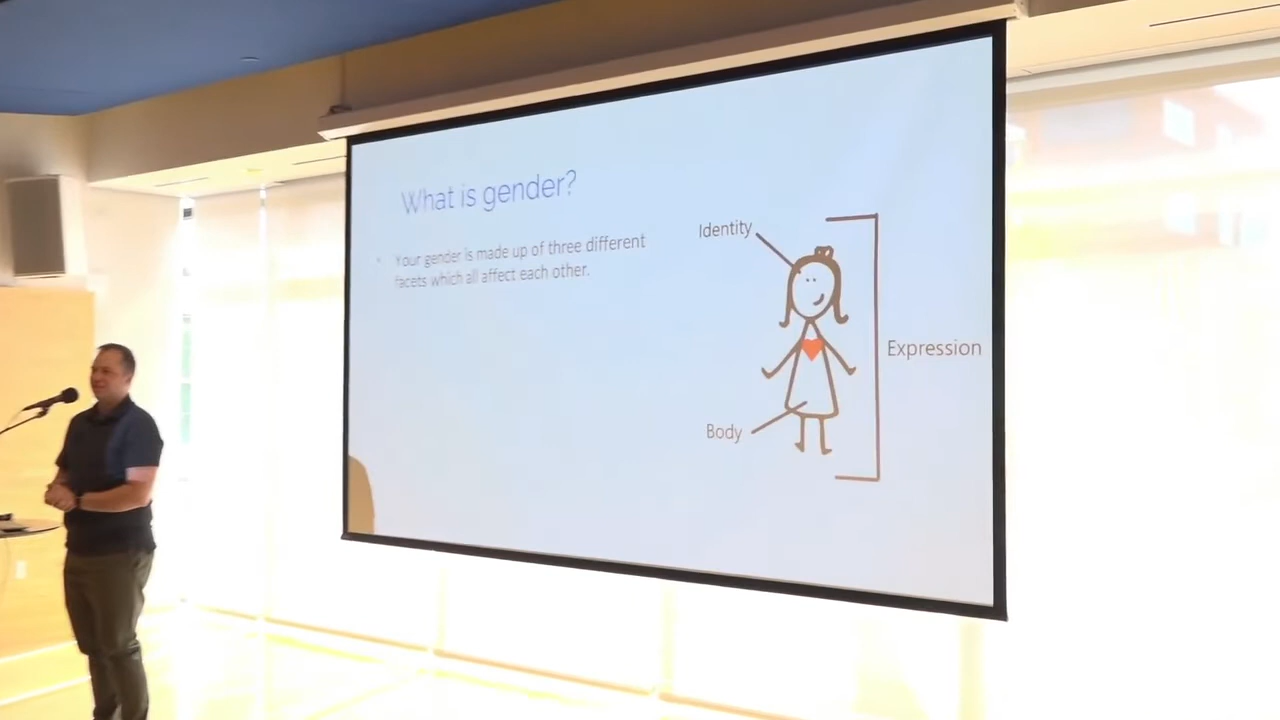 What is gender?
Your gender is made up of three different
facets which all affect each other.
Identity
Expression
Body